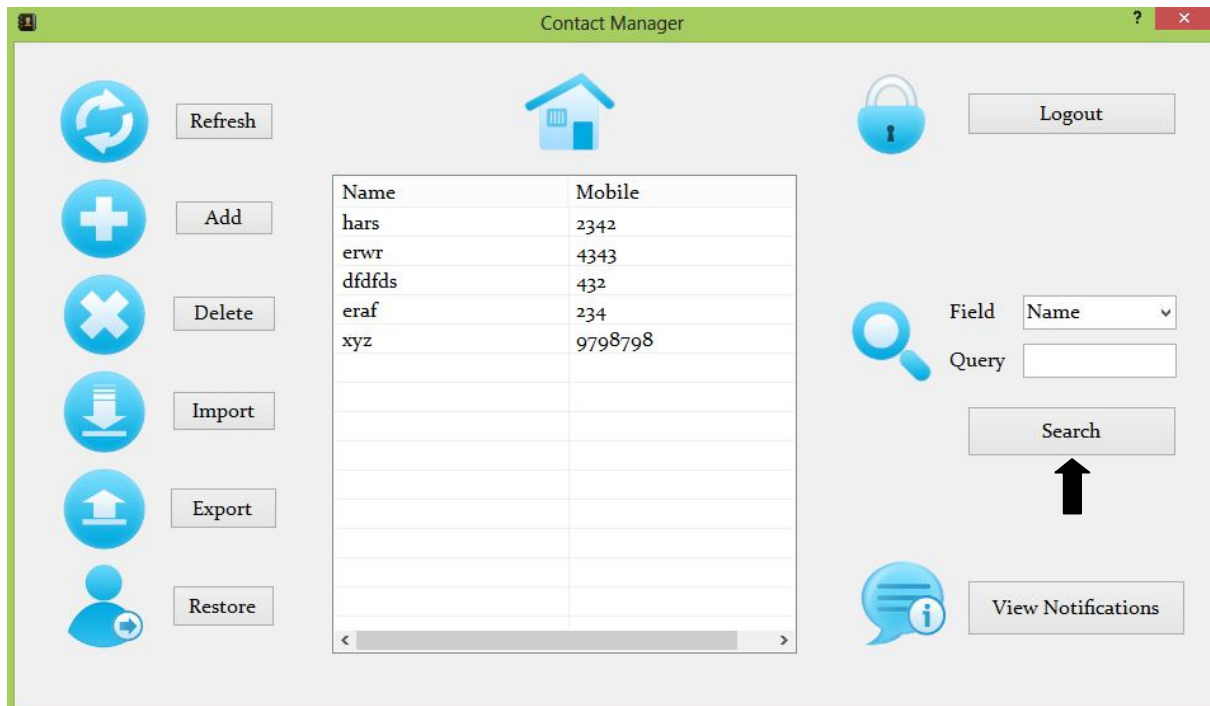 Contact Manager
?
Refresh
Add
Delete
Import
Export
Restore
Name Mobile
hars 2342
erwr 4343
dfdfds 432
eraf 234
xyz 9798798
Logout
Field Name
Query
Search
View Notifications